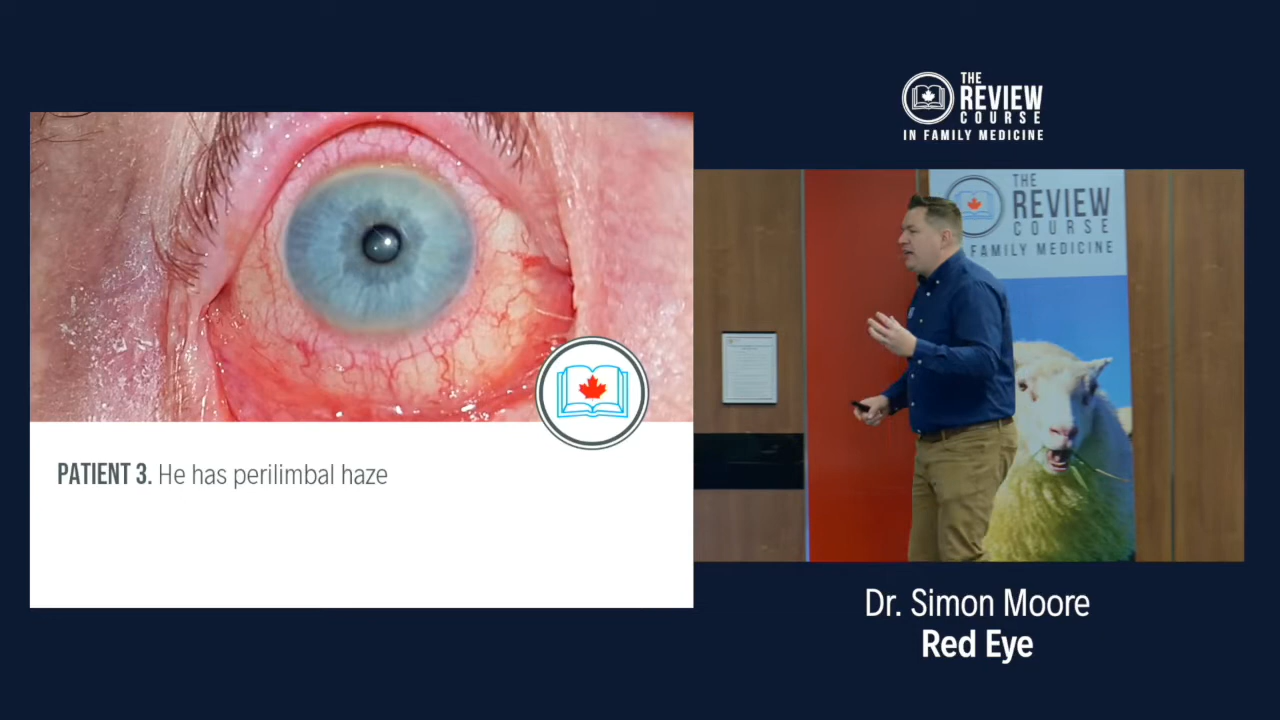 THE
REVIEW
COURSE
IN FAMILY MEDICINE
THE
REVIEW
COURSE
FAMILY MEDICINE
PATIENT 3. He has perilimbal haze
Dr. Simon Moore
Red Eye